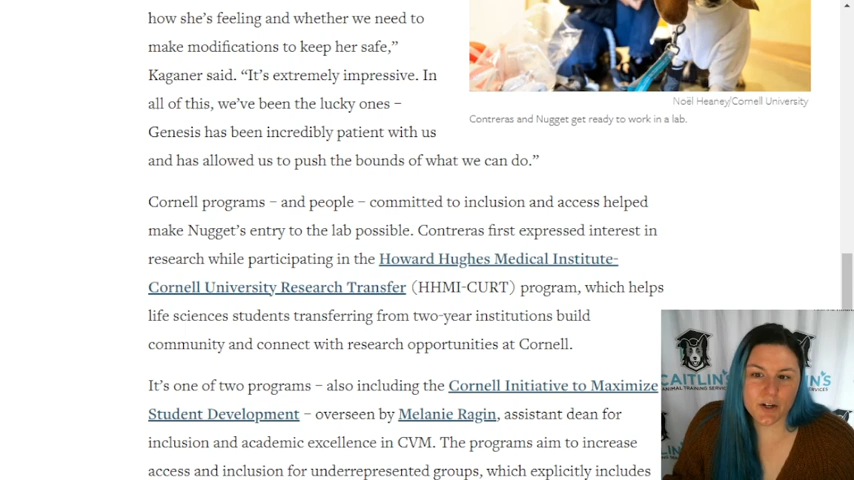 how she's feeling and whether we need to
make modifications to keep her safe,”
Kaganer said. “It's extremely impressive. In
all of this, we've been the lucky ones –
Genesis has been incredibly patient with us
and has allowed us to push the bounds of what we can do.”
Noël Heaney/Cornell University
Contreras and Nugget get ready to work in a lab.
Cornell programs – and people – committed to inclusion and access helped
make Nugget's entry to the lab possible. Contreras first expressed interest in
research while participating in the Howard Hughes Medical Institute-
Cornell University Research Transfer (HHMI-CURT) program, which helps
life sciences students transferring from two-year institutions build
community and connect with research opportunities at Cornell.
It's one of two programs – also including the Cornell Initiative to Maximize
Student Development – overseen by Melanie Ragin, assistant dean for
inclusion and academic excellence in CVM. The programs aim to increase
access and inclusion for underrepresented groups, which explicitly includes
CAITLIN'S
ANIMAL TRAINING SERVICES